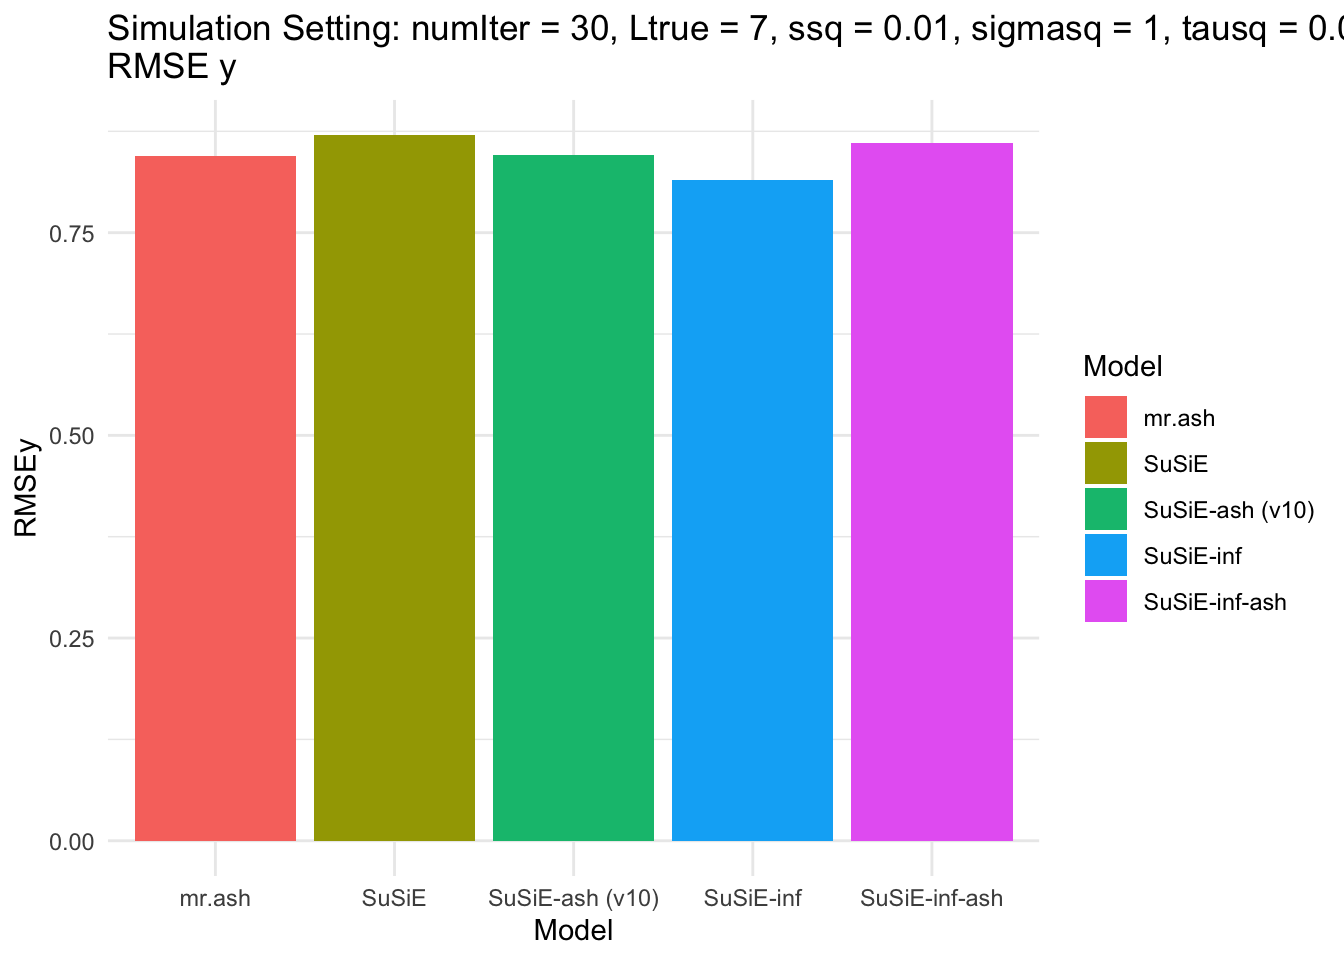 Simulation Setting: numIter = 30, Ltrue = 7, ssq = 0.01, sigmasq = 1, tausq =
RMSE y
RMSEy
0.75
0.50
0.25
0.00
mr.ash
SuSiE
SuSiE-ash (v10)
SuSiE-inf
SuSiE-inf-ash
Model
Model
mr.ash
SuSiE
SuSiE-ash (v10)
SuSiE-inf
SuSiE-inf-ash